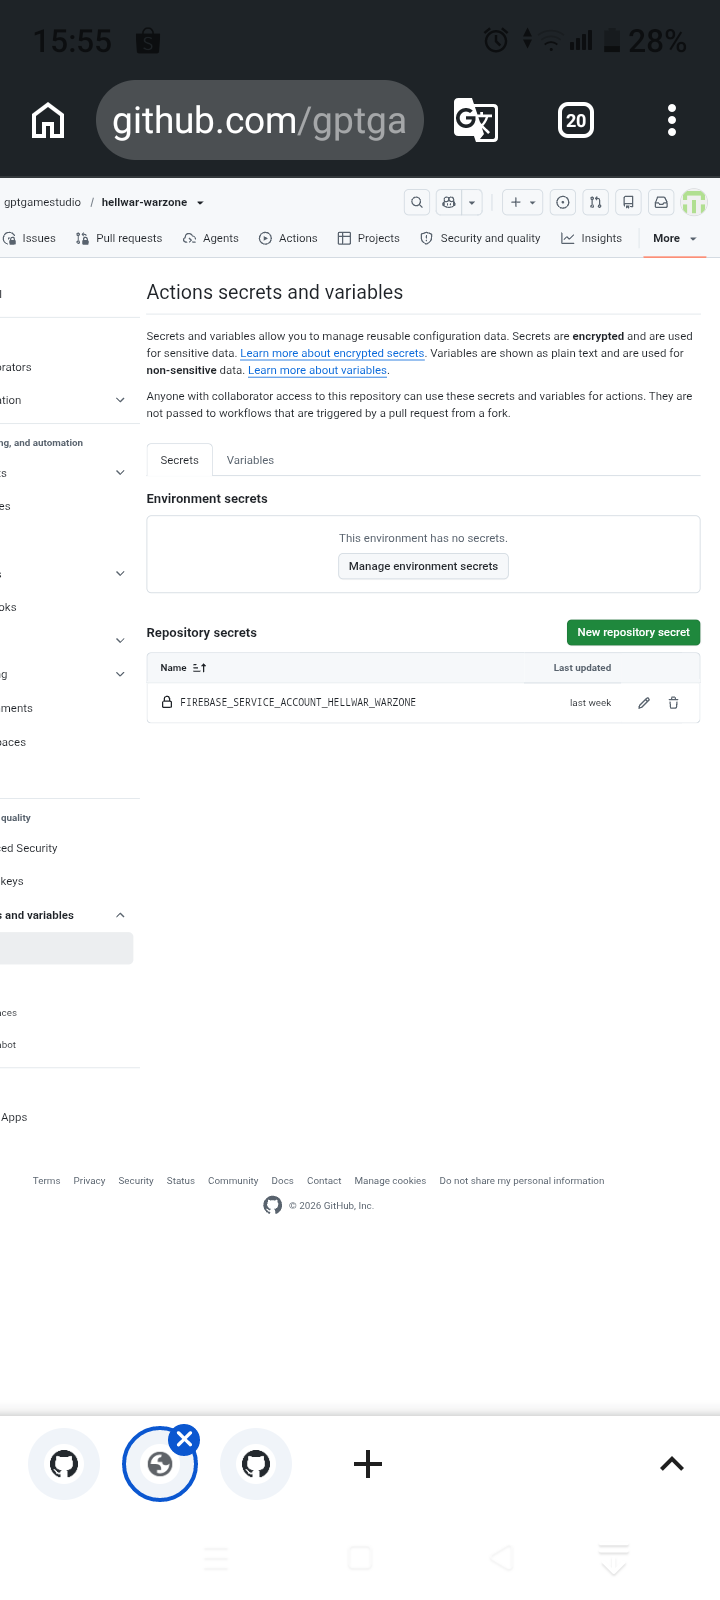 15:55
28%
github.com/gptga
20
gptgamestudio / hellwar-warzone
Issues
Pull requests
Agents
Actions
Projects
Security and quality
Insights
More
Actions secrets and variables
Secrets and variables allow you to manage reusable configuration data. Secrets are encrypted and are used
for sensitive data. Learn more about encrypted secrets. Variables are shown as plain text and are used for
non-sensitive data. Learn more about variables.
Anyone with collaborator access to this repository can use these secrets and variables for actions. They are
not passed to workflows that are triggered by a pull request from a fork.
Secrets
Variables
Environment secrets
This environment has no secrets.
Manage environment secrets
Repository secrets
New repository secret
Name
Last updated
FIREBASE_SERVICE_ACCOUNT_HELLWAR_WARZONE
last week
orators
ation
ng, and automation
ts
es
s
oks
ng
ments
paces
quality
ced Security
keys
s and variables
aces
abot
Apps
Terms
Privacy
Security
Status
Community
Docs
Contact
Manage cookies
Do not share my personal information
© 2026 GitHub, Inc.